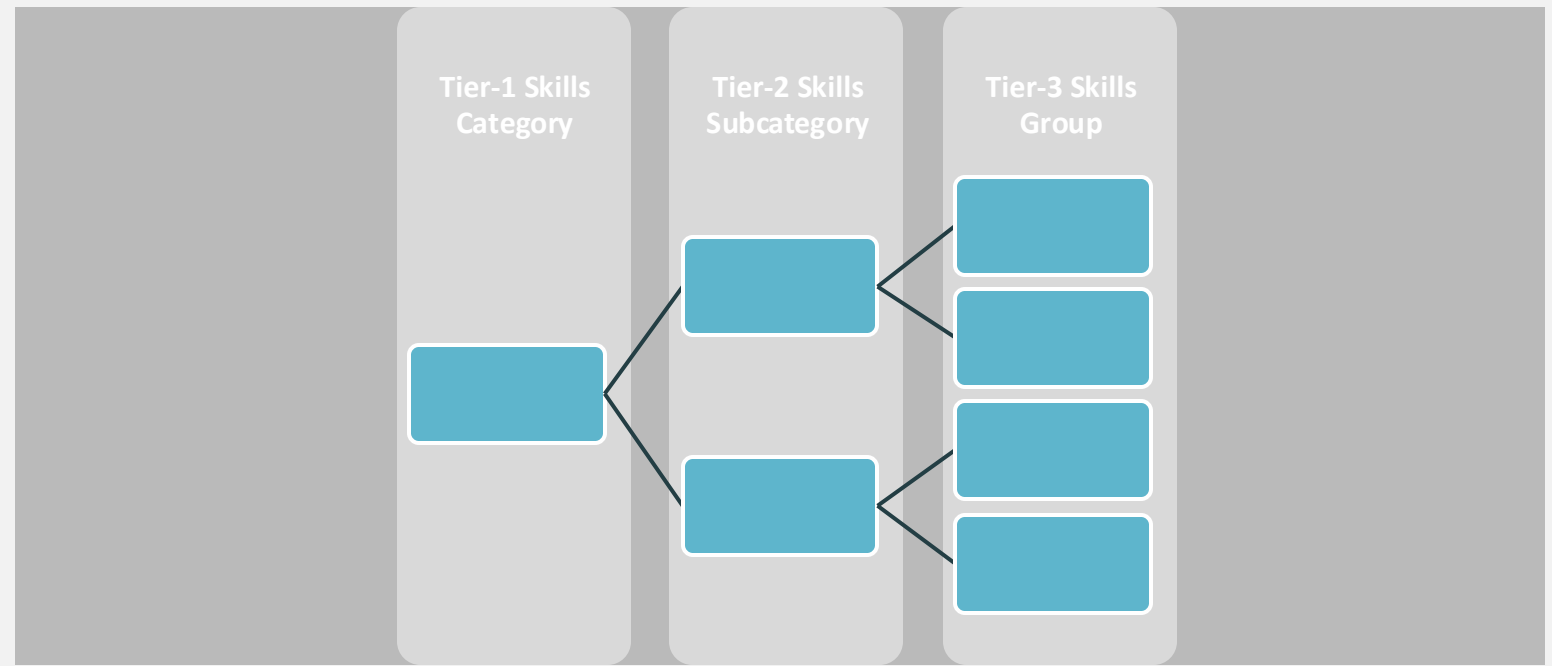 Tier-1 Skills
Category
Tier-2 Skills
Subcategory
Tier-3 Skills
Group